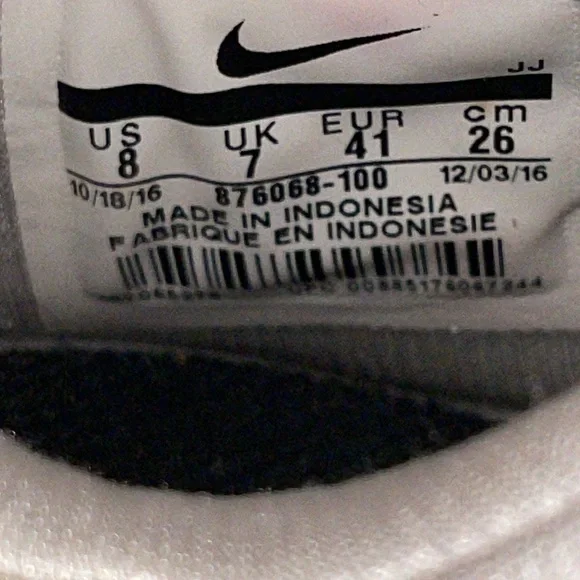 JJ
US UK EUR cm
8 7 41 26
10/18/16 876068-100 12/03/16
MADE IN INDONESIA
FABRIQUE EN INDONESIE